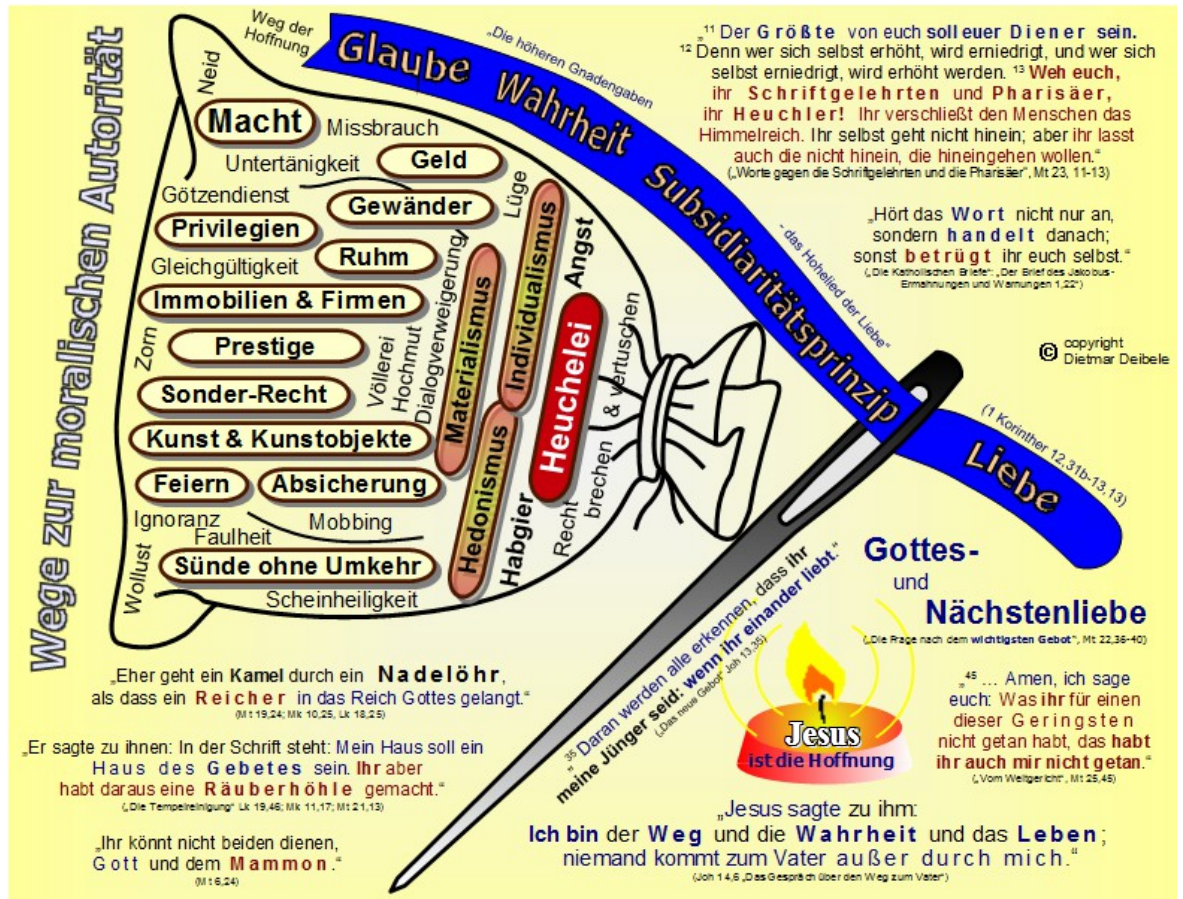 Wege zur moralischen Autorität
Weg der
Hoffnung
Glaube Wahrheit Subsidiaritätsprinzip Liebe
„Die höheren Gnadengaben
- das Hohelied der Liebe“
(1 Korinther 12,31b-13,13)
Neid
Macht
Missbrauch
Untertänigkeit
Geld
Götzendienst
Gewänder
Lüge
Privilegien
Ruhm
Gleichgültigkeit
Immobilien & Firmen
Zorn
Prestige
Sonder-Recht
Völlerei
Hochmut
Dialogverweigerung
Kunst & Kunstobjekte
Feiern
Absicherung
Ignoranz
Faulheit
Mobbing
Wollust
Sünde ohne Umkehr
Scheinheiligkeit
Materialismus
Individualismus
Hedonismus
Angst
Heuchelei
Habgier
Recht
brechen & vertuschen
„11 Der Größte von euch soll euer Diener sein.
12 Denn wer sich selbst erhöht, wird erniedrigt, und wer sich
selbst erniedrigt, wird erhöht werden. 13 Weh euch,
ihr Schriftgelehrten und Pharisäer,
ihr Heuchler! Ihr verschließt den Menschen das
Himmelreich. Ihr selbst geht nicht hinein; aber ihr lasst
auch die nicht hinein, die hineingehen wollen.“
(„Worte gegen die Schriftgelehrten und die Pharisäer“, Mt 23, 11-13)
„Hört das Wort nicht nur an,
sondern handelt danach;
sonst betrügt ihr euch selbst.“
(„Die Katholischen Briefe“: „Der Brief des Jakobus-
Ermahnungen und Warnungen 1,22“)
© copyright
Dietmar Deibele
Gottes-
und
Nächstenliebe
(„Die Frage nach dem wichtigsten Gebot“, Mt 22,36-40)
„45 … Amen, ich sage
euch: Was ihr für einen
dieser Geringsten
nicht getan habt, das habt
ihr auch mir nicht getan.“
(„Vom Weltgericht“, Mt 25,45)
Jesus
ist die Hoffnung
„35 Daran werden alle erkennen, dass ihr
meine Jünger seid: wenn ihr einander liebt.“
(„Das neue Gebot“ Joh 13,35)
„Jesus sagte zu ihm:
Ich bin der Weg und die Wahrheit und das Leben;
niemand kommt zum Vater außer durch mich.“
(Joh 14,6 „Das Gespräch über den Weg zum Vater“)
„Eher geht ein Kamel durch ein Nadelöhr,
als dass ein Reicher in das Reich Gottes gelangt.“
(Mt 19,24; Mk 10,25, Lk 18,25)
„Er sagte zu ihnen: In der Schrift steht: Mein Haus soll ein
Haus des Gebetes sein. Ihr aber
habt daraus eine Räuberhöhle gemacht.“
(„Die Tempelreinigung“ Lk 19,46; Mk 11,17; Mt 21,13)
„Ihr könnt nicht beiden dienen,
Gott und dem Mammon.“
(Mt 6,24)